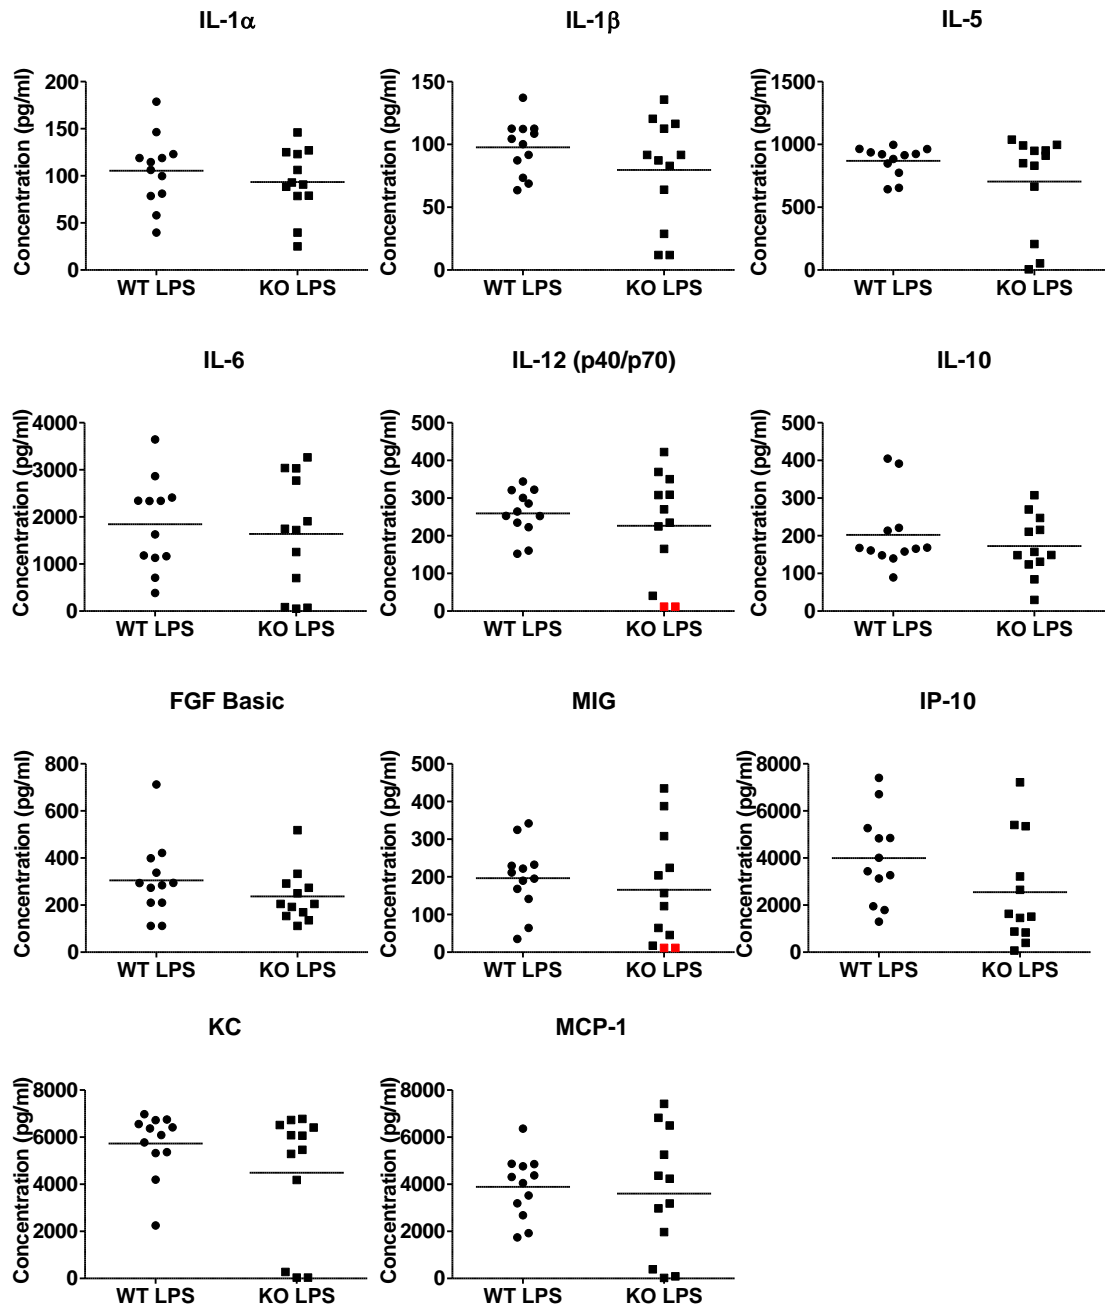 IL-1α
Concentration (pg/ml)
200
150
100
50
0
WT LPS KO LPS
IL-1β
Concentration (pg/ml)
150
100
50
0
WT LPS KO LPS
IL-5
Concentration (pg/ml)
1500
1000
500
0
WT LPS KO LPS
IL-6
Concentration (pg/ml)
4000
3000
2000
1000
0
WT LPS KO LPS
IL-12 (p40/p70)
Concentration (pg/ml)
500
400
300
200
100
0
WT LPS KO LPS
IL-10
Concentration (pg/ml)
500
400
300
200
100
0
WT LPS KO LPS
FGF Basic
Concentration (pg/ml)
800
600
400
200
0
WT LPS KO LPS
MIG
Concentration (pg/ml)
500
400
300
200
100
0
WT LPS KO LPS
IP-10
Concentration (pg/ml)
8000
6000
4000
2000
0
WT LPS KO LPS
KC
Concentration (pg/ml)
8000
6000
4000
2000
0
WT LPS KO LPS
MCP-1
Concentration (pg/ml)
8000
6000
4000
2000
0
WT LPS KO LPS